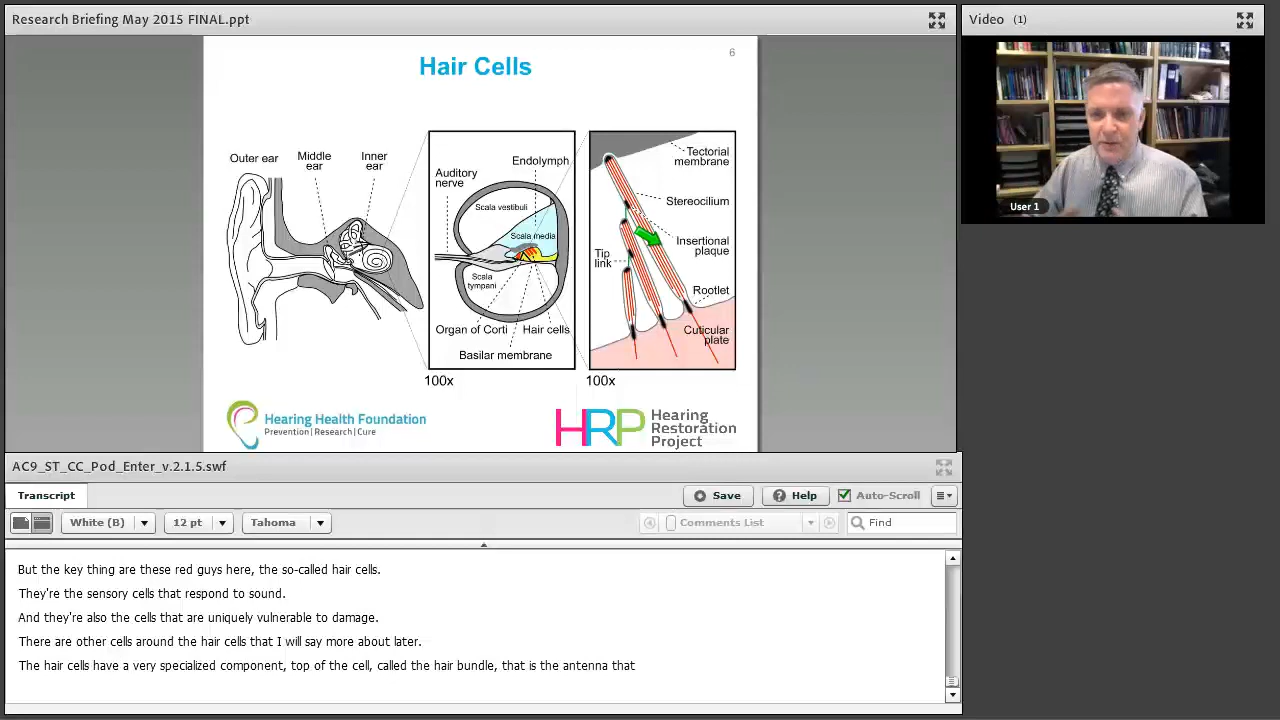 Research Briefing May 2015 FINAL.ppt
Video (1)
6
Hair Cells
Outer ear
Middle
ear
Inner
ear
Auditory
nerve
Endolymph
Scala vestibuli
Scala media
Scala
tympani
Organ of Corti
Hair cells
Basilar membrane
100x
Tectorial
membrane
Stereocilium
Insertional
plaque
Tip
link
Rootlet
Cuticular
plate
100x
Hearing Health Foundation
Prevention|Research|Cure
HRP
Hearing
Restoration
Project
User 1
AC9_ST_CC_Pod_Enter_v.2.1.5.swf
Transcript
Save
Help
Auto-Scroll
White (B)
12 pt
Tahoma
Comments List
Find
But the key thing are these red guys here, the so-called hair cells.
They're the sensory cells that respond to sound.
And they're also the cells that are uniquely vulnerable to damage.
There are other cells around the hair cells that I will say more about later.
The hair cells have a very specialized component, top of the cell, called the hair bundle, that is the antenna that